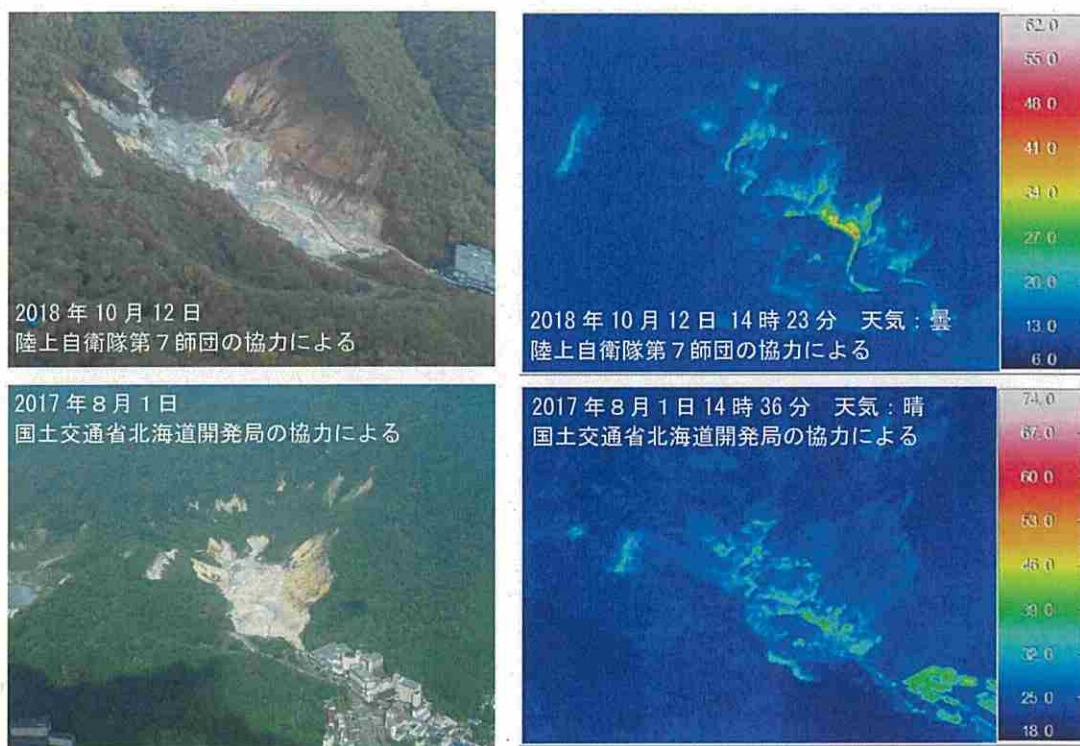 2018年10月12日
陸上自衛隊第7師団の協力による
2018年10月12日 14時23分 天気：曇
陸上自衛隊第7師団の協力による
62.0
55.0
48.0
41.0
34.0
27.0
20.0
13.0
6.0
2017年8月1日
国土交通省北海道開発局の協力による
2017年8月1日14時36分 天気：晴
国土交通省北海道開発局の協力による
74.0
67.0
60.0
53.0
46.0
39.0
32.0
25.0
18.0